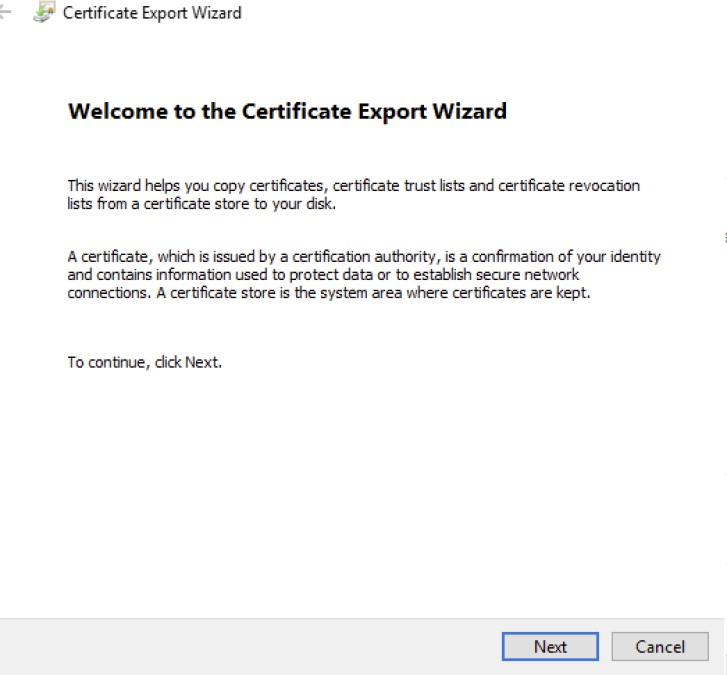 Certificate Export Wizard
Welcome to the Certificate Export Wizard
This wizard helps you copy certificates, certificate trust lists and certificate revocation
lists from a certificate store to your disk.
A certificate, which is issued by a certification authority, is a confirmation of your identity
and contains information used to protect data or to establish secure network
connections. A certificate store is the system area where certificates are kept.
To continue, click Next.
Next
Cancel